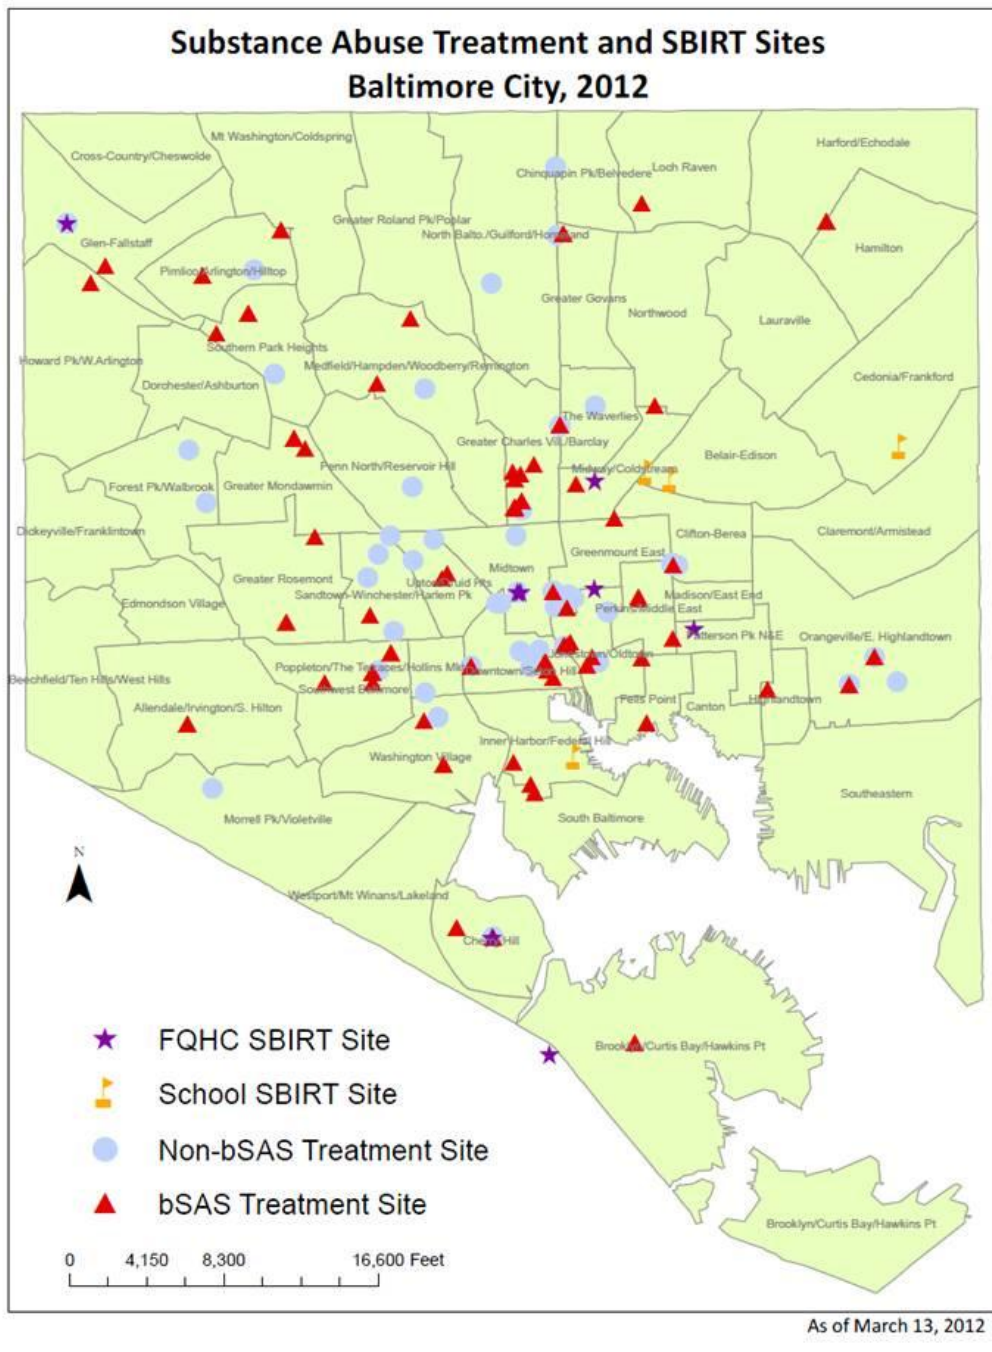 Substance Abuse Treatment and SBIRT Sites
Baltimore City, 2012
Mt Washington/Coldspring
Cross-Country/Cheswolde
Harford/Echodale
Chinquapin Pk/Belvedere
Loch Raven
Greater Roland Pk/Poplar
North Balto./Guilford/Homeland
Glen-Fallstaff
Hamilton
Pimlico/Arlington/Hilltop
Greater Govans
Northwood
Lauraville
Southern Park Heights
Howard Pk/W.Arlington
Medfield/Hampden/Woodberry/Remington
Dorchester/Ashburton
Cedonia/Frankford
The Waverlies
Greater Charles Vill./Barclay
Belair-Edison
Penn North/Reservoir Hill
Midway/Coldstream
Forest Pk/Walbrook
Greater Mondawmin
Dickeyville/Franklintown
Clifton-Berea
Claremont/Armistead
Greenmount East
Midtown
Greater Rosemont
Upton/Druid Hts
Sandtown-Winchester/Harlem Pk
Madison/East End
Edmondson Village
Perkins/Middle East
Patterson Pk N&E
Orangeville/E. Highlandtown
Jonestown/Oldtown
Poppleton/The Terraces/Hollins Mkt
Downtown/Seton Hill
Beechfield/Ten Hills/West Hills
Southwest Baltimore
Fells Point
Canton
Highlandtown
Allendale/Irvington/S. Hilton
Inner Harbor/Federal Hill
Washington Village
Southeastern
Morrell Pk/Violetville
South Baltimore
N
Westport/Mt Winans/Lakeland
Cherry Hill
FQHC SBIRT Site
Brooklyn/Curtis Bay/Hawkins Pt
School SBIRT Site
Non-bSAS Treatment Site
bSAS Treatment Site
Brooklyn/Curtis Bay/Hawkins Pt
0 4,150 8,300 16,600 Feet
As of March 13, 2012